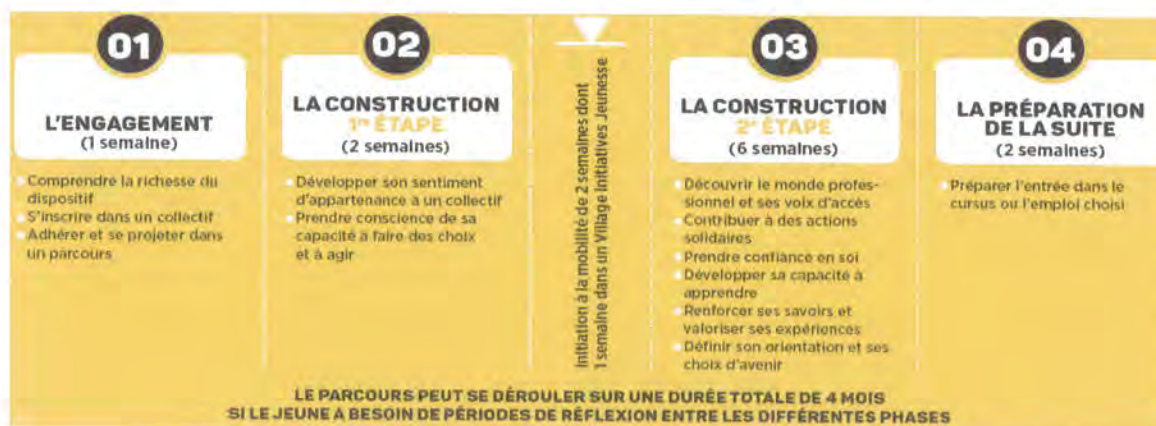 01
L'ENGAGEMENT
(1 semaine)
Comprendre la richesse du
dispositif
S'inscrire dans un collectif
Adhérer et se projeter dans
un parcours
02
LA CONSTRUCTION
1re ÉTAPE
(2 semaines)
Développer son sentiment
d'appartenance à un collectif
Prendre conscience de sa
capacité à faire des choix
et à agir
Initiation à la mobilité de 2 semaines dont
1 semaine dans un Village Initiatives Jeunesse
03
LA CONSTRUCTION
2e ÉTAPE
(6 semaines)
Découvrir le monde profes-
sionnel et ses voix d'accès
Contribuer à des actions
solidaires
Prendre confiance en soi
Développer sa capacité à
apprendre
Renforcer ses savoirs et
valoriser ses expériences
Définir son orientation et ses
choix d'avenir
04
LA PRÉPARATION
DE LA SUITE
(2 semaines)
Préparer l'entrée dans le
cursus ou l'emploi choisi
LE PARCOURS PEUT SE DÉROULER SUR UNE DURÉE TOTALE DE 4 MOIS
SI LE JEUNE A BESOIN DE PÉRIODES DE RÉFLEXION ENTRE LES DIFFÉRENTES PHASES